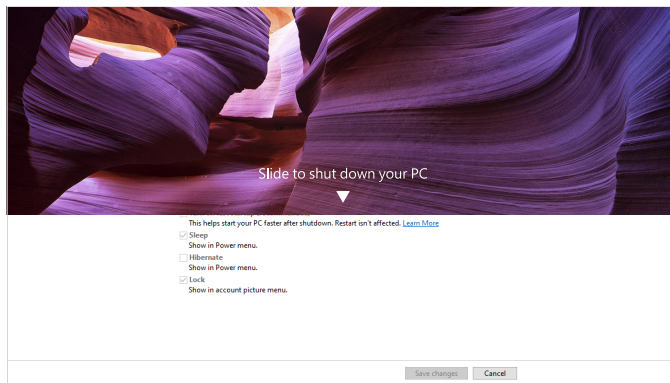 Slide to shut down your PC
This helps start your PC faster after shutdown. Restart isn't affected. Learn More
Sleep
Show in Power menu.
Hibernate
Show in Power menu.
Lock
Show in account picture menu.
Save changes Cancel